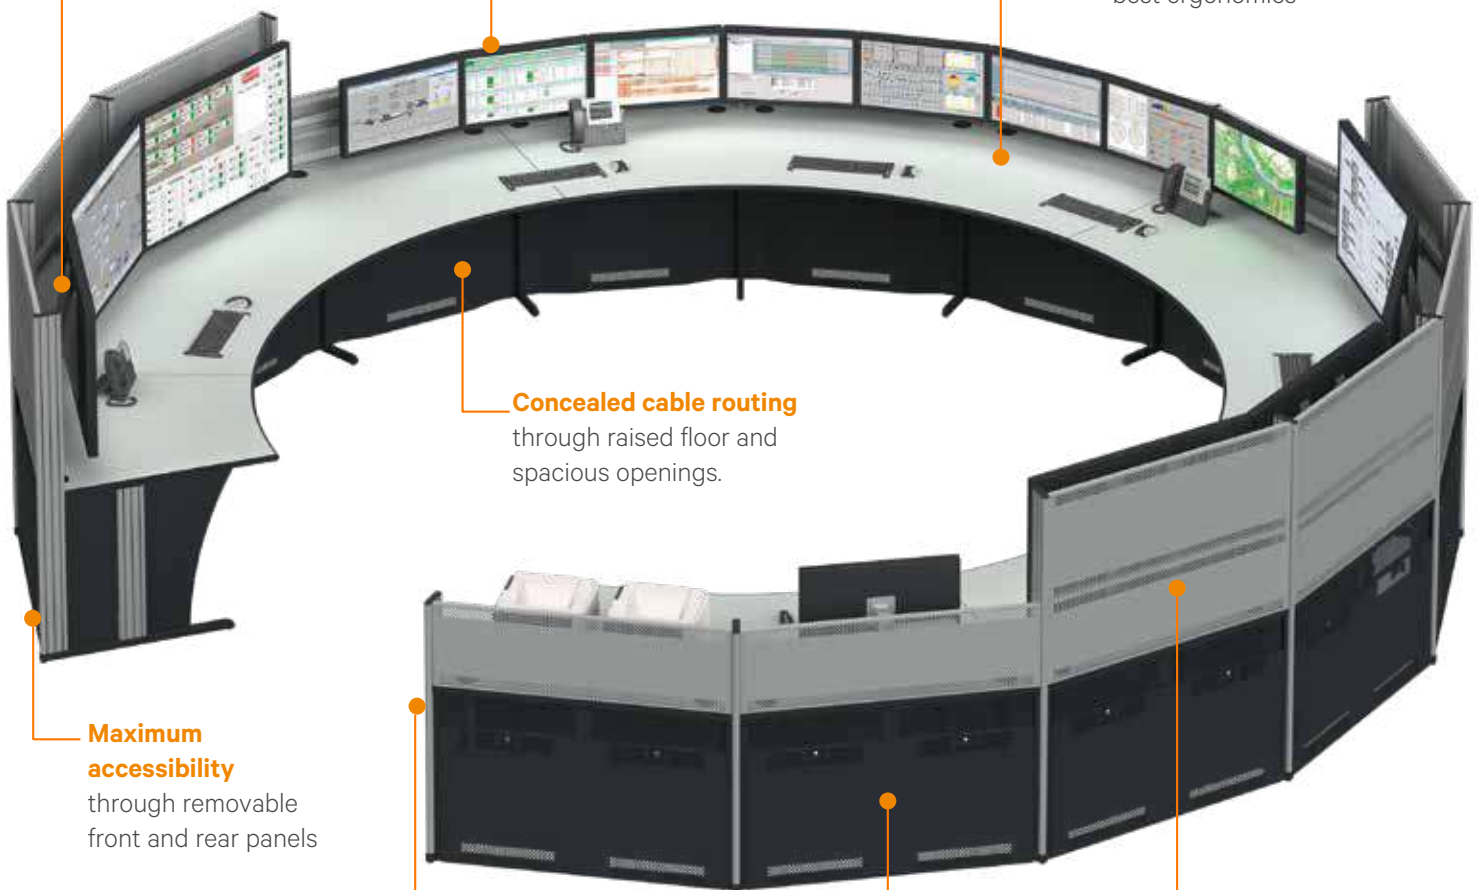 Concealed cable routing
through raised floor and
spacious openings.
Maximum
accessibility
through removable
front and rear panels